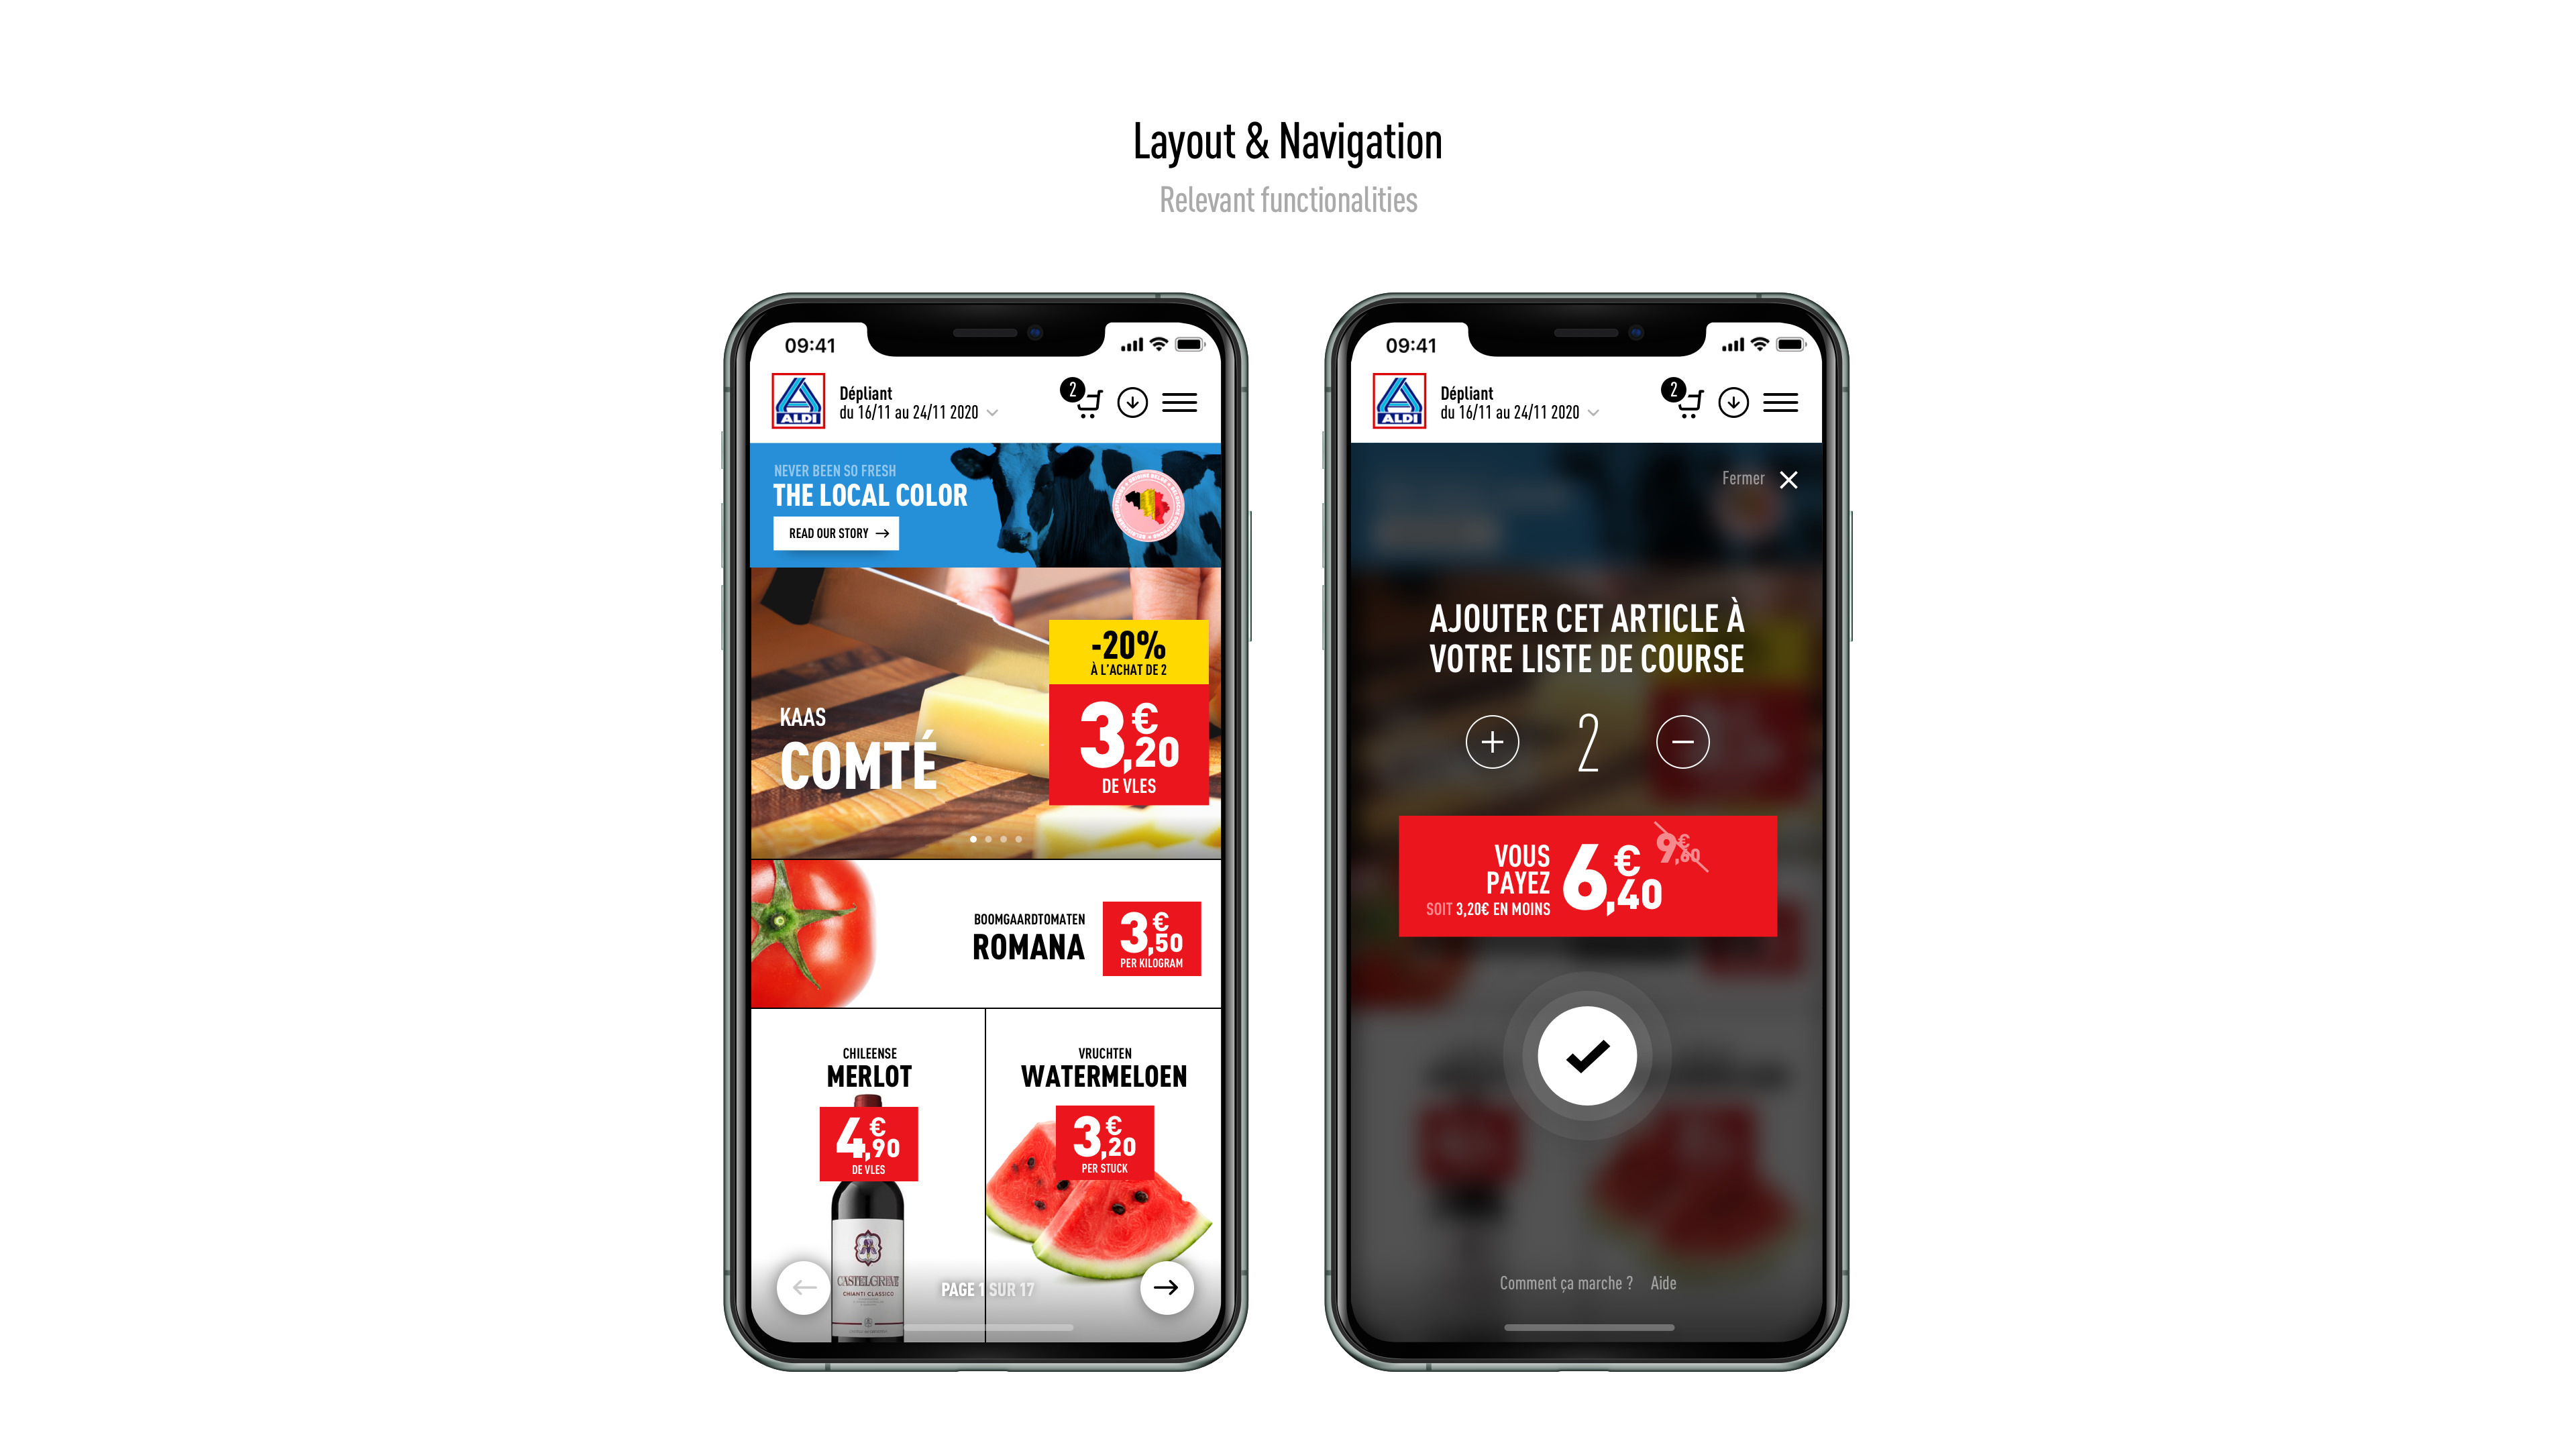 Layout & Navigation
Relevant functionalities
09:41
ALDI
Dépliant
du 16/11 au 24/11 2020
2
NEVER BEEN SO FRESH
THE LOCAL COLOR
READ OUR STORY
-20%
À L'ACHAT DE 2
3,€20
DE VLES
KAAS
COMTÉ
BOOMGAARDTOMATEN
ROMANA
3,€50
PER KILOGRAM
CHILEENSE
MERLOT
4,€90
DE VLES
CHIANTI CLASSICO
VRUCHTEN
WATERMELOEN
3,€20
PER STUCK
PAGE 1 SUR 17
09:41
ALDI
Dépliant
du 16/11 au 24/11 2020
2
Fermer
AJOUTER CET ARTICLE À
VOTRE LISTE DE COURSE
+ 2 −
VOUS
PAYEZ
SOIT 3,20€ EN MOINS
6,€40
9,€60
Comment ça marche ? Aide